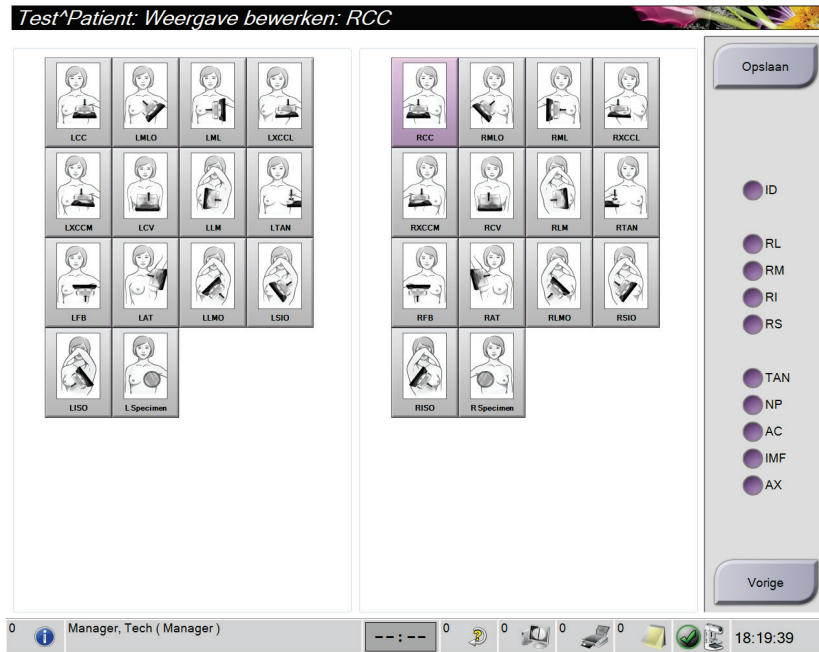 Test^Patient: Weergave bewerken: RCC
LCC LMLO LML LXCCL
LXCCM LCV LLM LTAN
LFB LAT LLMO LSIO
LISO L Specimen
RCC RMLO RML RXCCL
RXCCM RCV RLM RTAN
RFB RAT RLMO RSIO
RISO R Specimen
Opslaan
ID
RL
RM
RI
RS
TAN
NP
AC
IMF
AX
Vorige
0 Manager, Tech ( Manager ) --:-- 0 0 0 0 18:19:39